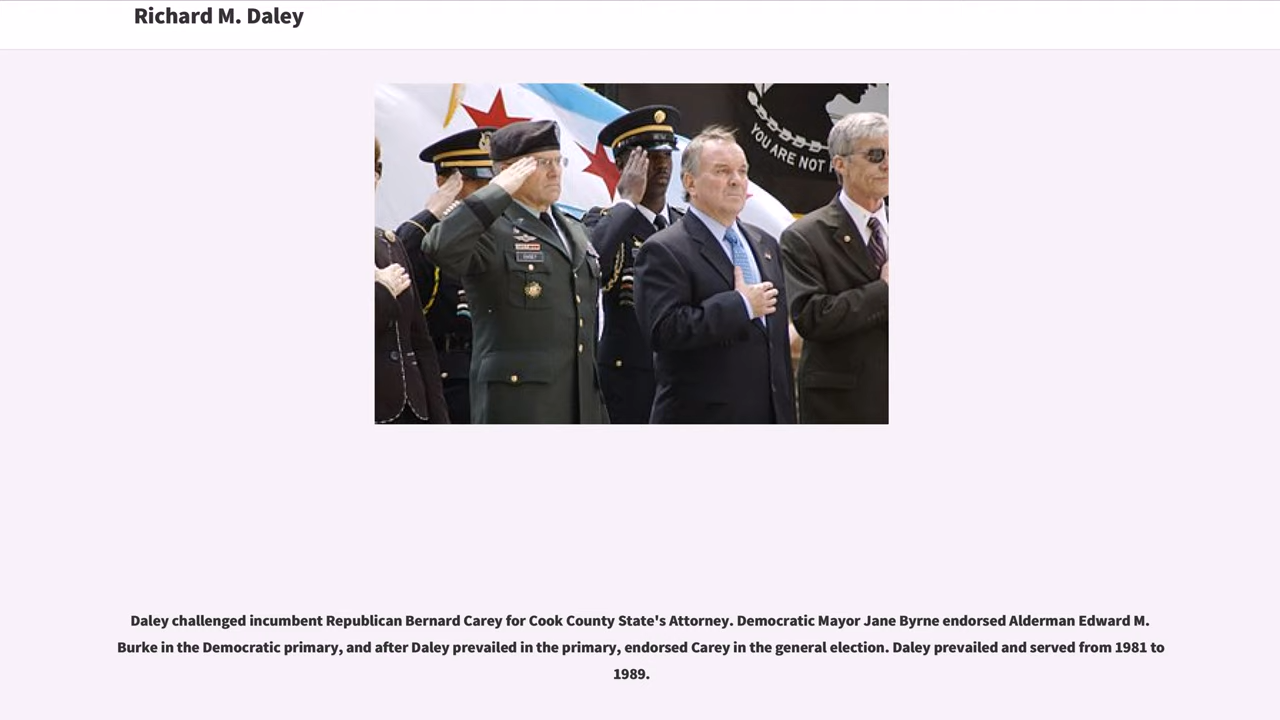 Richard M. Daley
YOU ARE NOT
Daley challenged incumbent Republican Bernard Carey for Cook County State's Attorney. Democratic Mayor Jane Byrne endorsed Alderman Edward M.
Burke in the Democratic primary, and after Daley prevailed in the primary, endorsed Carey in the general election. Daley prevailed and served from 1981 to
1989.